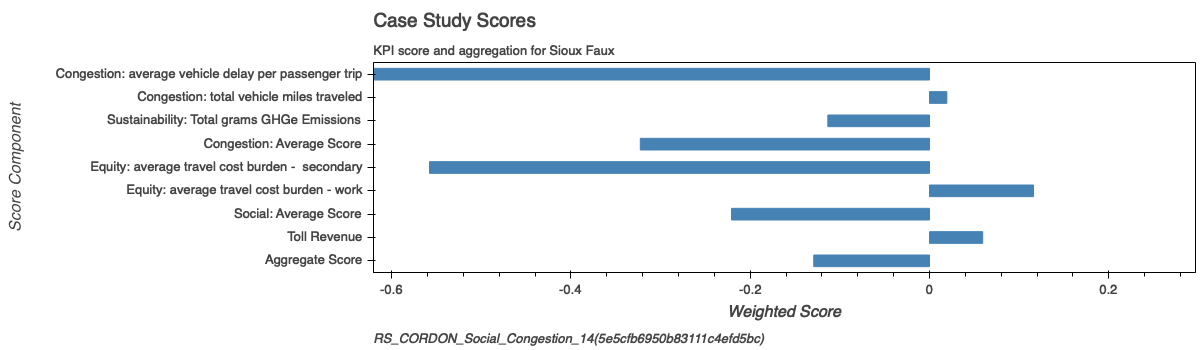 Case Study Scores
KPI score and aggregation for Sioux Faux
Score Component
Congestion: average vehicle delay per passenger trip
Congestion: total vehicle miles traveled
Sustainability: Total grams GHGe Emissions
Congestion: Average Score
Equity: average travel cost burden -  secondary
Equity: average travel cost burden - work
Social: Average Score
Toll Revenue
Aggregate Score
-0.6 -0.4 -0.2 0 0.2
Weighted Score
RS_CORDON_Social_Congestion_14(5e5cfb6950b83111c4efd5bc)